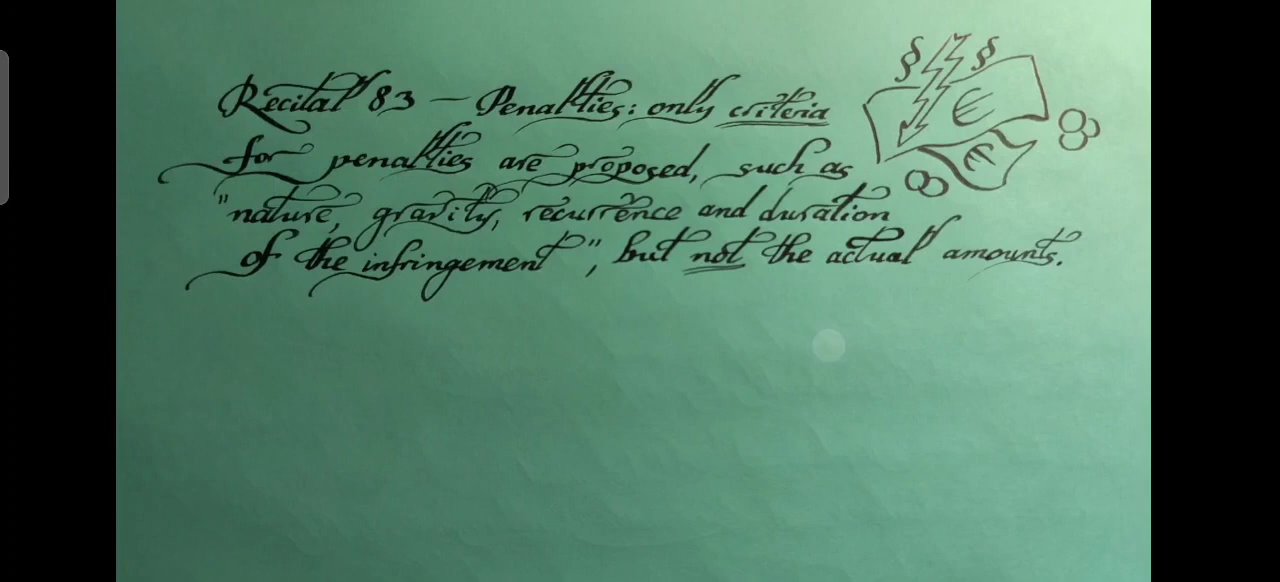 Recital 83 – Penalties: only criteria
for penalties are proposed, such as
"nature, gravity, recurrence and duration
of the infringement", but not the actual amounts.
§ §
€
€